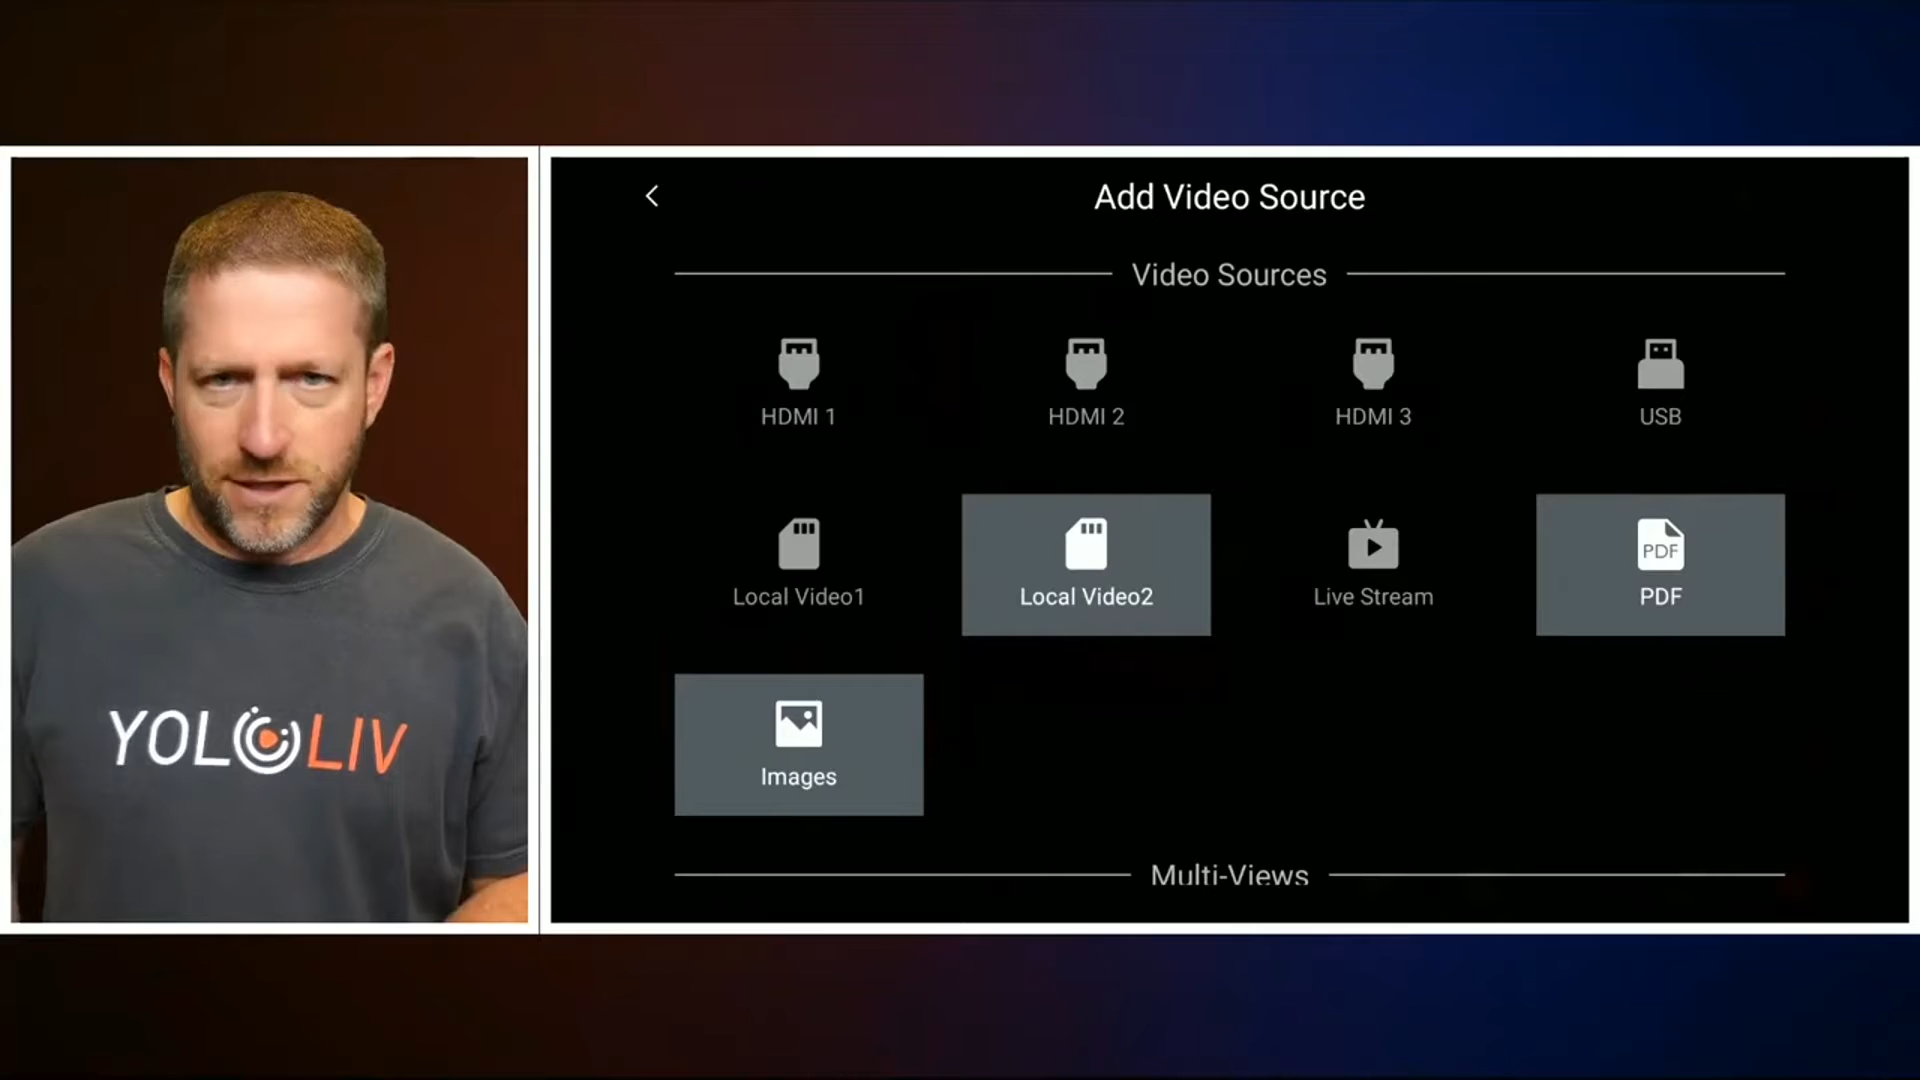 Add Video Source
Video Sources
HDMI 1
HDMI 2
HDMI 3
USB
Local Video1
Local Video2
Live Stream
PDF
PDF
Images
Multi-Views
YOLOLIV